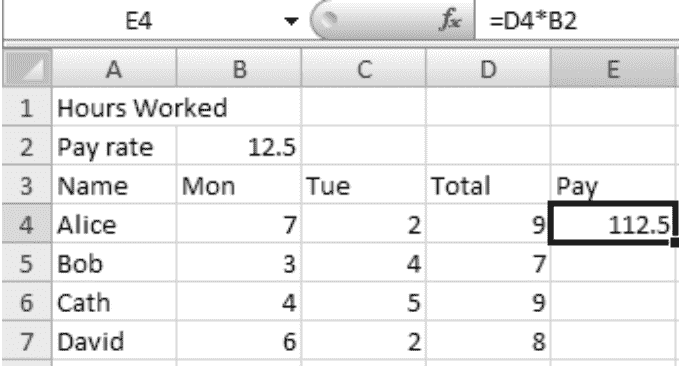 E4 fx =D4*B2
A B C D E
1 Hours Worked
2 Pay rate 12.5
3 Name Mon Tue Total Pay
4 Alice 7 2 9 112.5
5 Bob 3 4 7
6 Cath 4 5 9
7 David 6 2 8